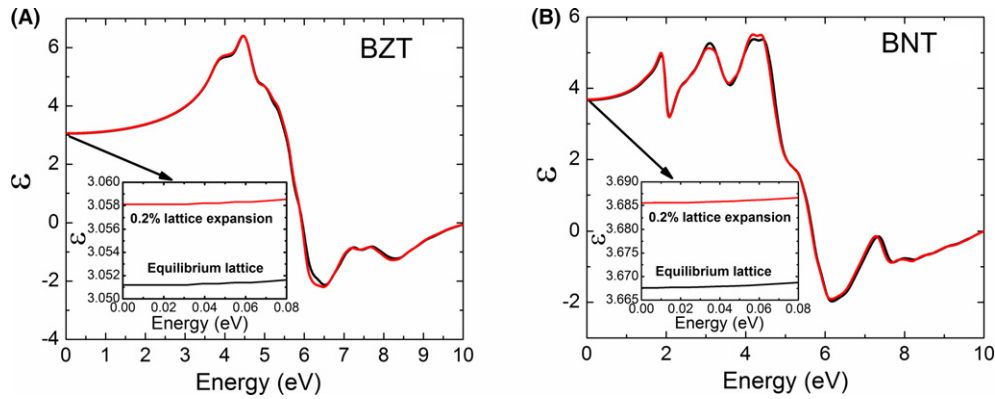 (A)
BZT
ε
6
4
2
0
-2
-4
0 1 2 3 4 5 6 7 8 9 10
Energy (eV)
3.060
3.058
3.056
3.054
3.052
3.050
ε
0.2% lattice expansion
Equilibrium lattice
0.00 0.02 0.04 0.06 0.08
Energy (eV)
(B)
BNT
ε
6
4
2
0
-2
0 2 4 6 8 10
Energy (eV)
3.690
3.685
3.680
3.675
3.670
3.665
ε
0.2% lattice expansion
Equilibrium lattice
0.00 0.02 0.04 0.06 0.08
Energy (eV)